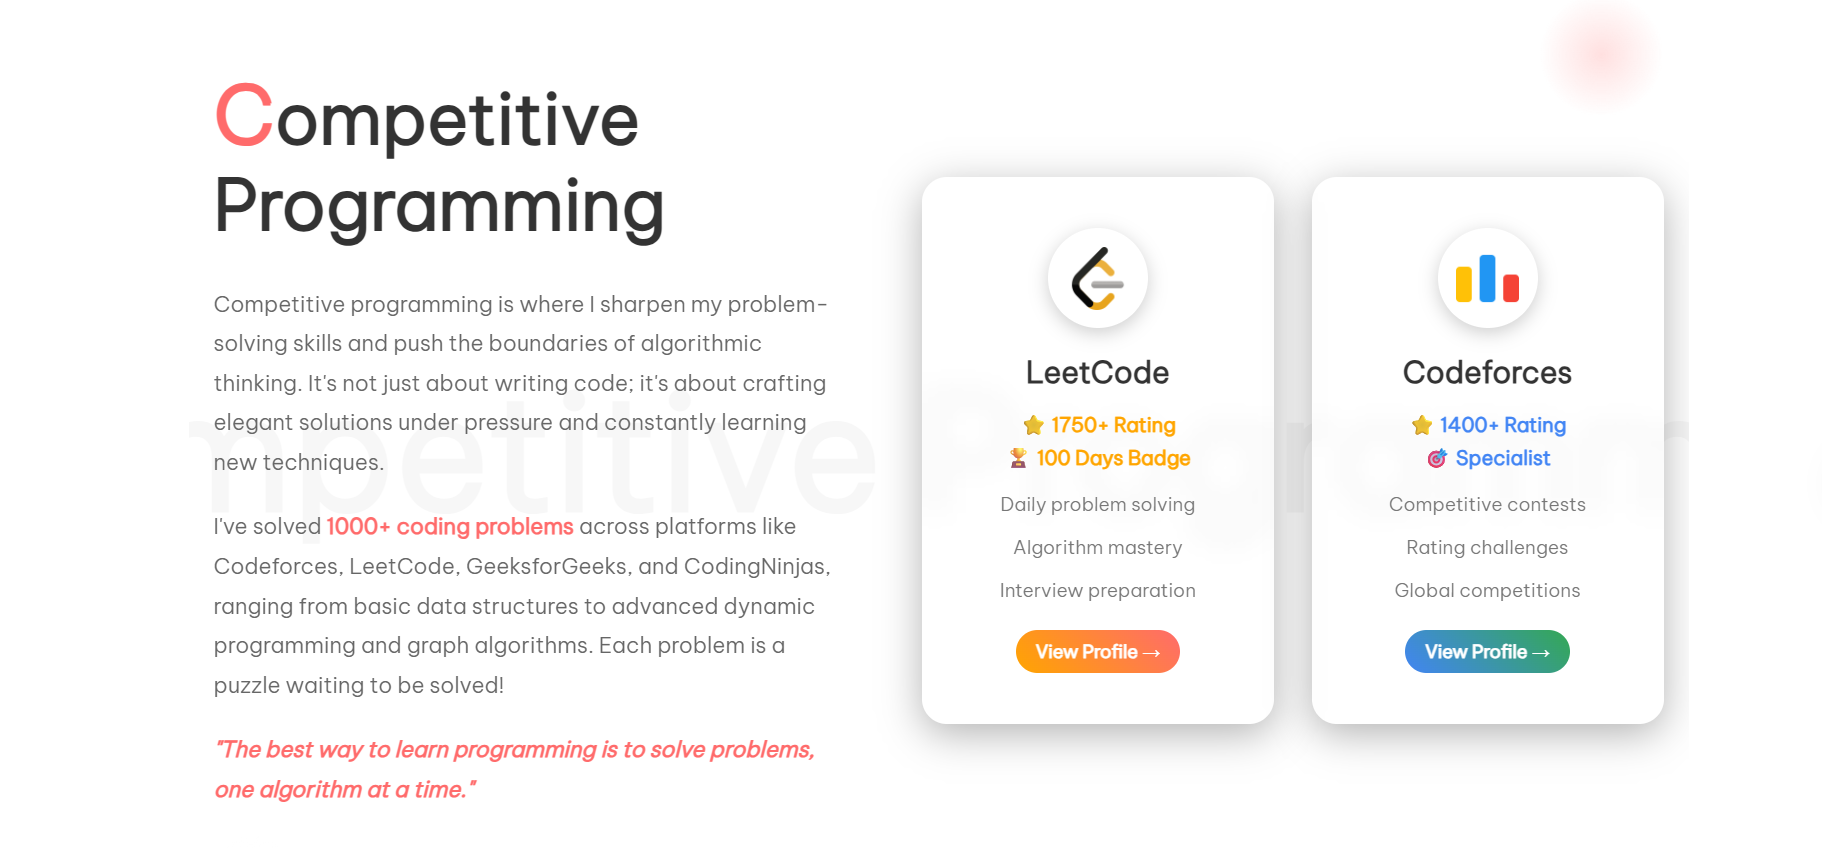 Competitive
Programming
Competitive programming is where I sharpen my problem-
solving skills and push the boundaries of algorithmic
thinking. It's not just about writing code; it's about crafting
elegant solutions under pressure and constantly learning
new techniques.
I've solved 1000+ coding problems across platforms like
Codeforces, LeetCode, GeeksforGeeks, and CodingNinjas,
ranging from basic data structures to advanced dynamic
programming and graph algorithms. Each problem is a
puzzle waiting to be solved!
"The best way to learn programming is to solve problems,
one algorithm at a time."
LeetCode
⭐ 1750+ Rating
🏆 100 Days Badge
Daily problem solving
Algorithm mastery
Interview preparation
View Profile →
Codeforces
⭐ 1400+ Rating
🎯 Specialist
Competitive contests
Rating challenges
Global competitions
View Profile →